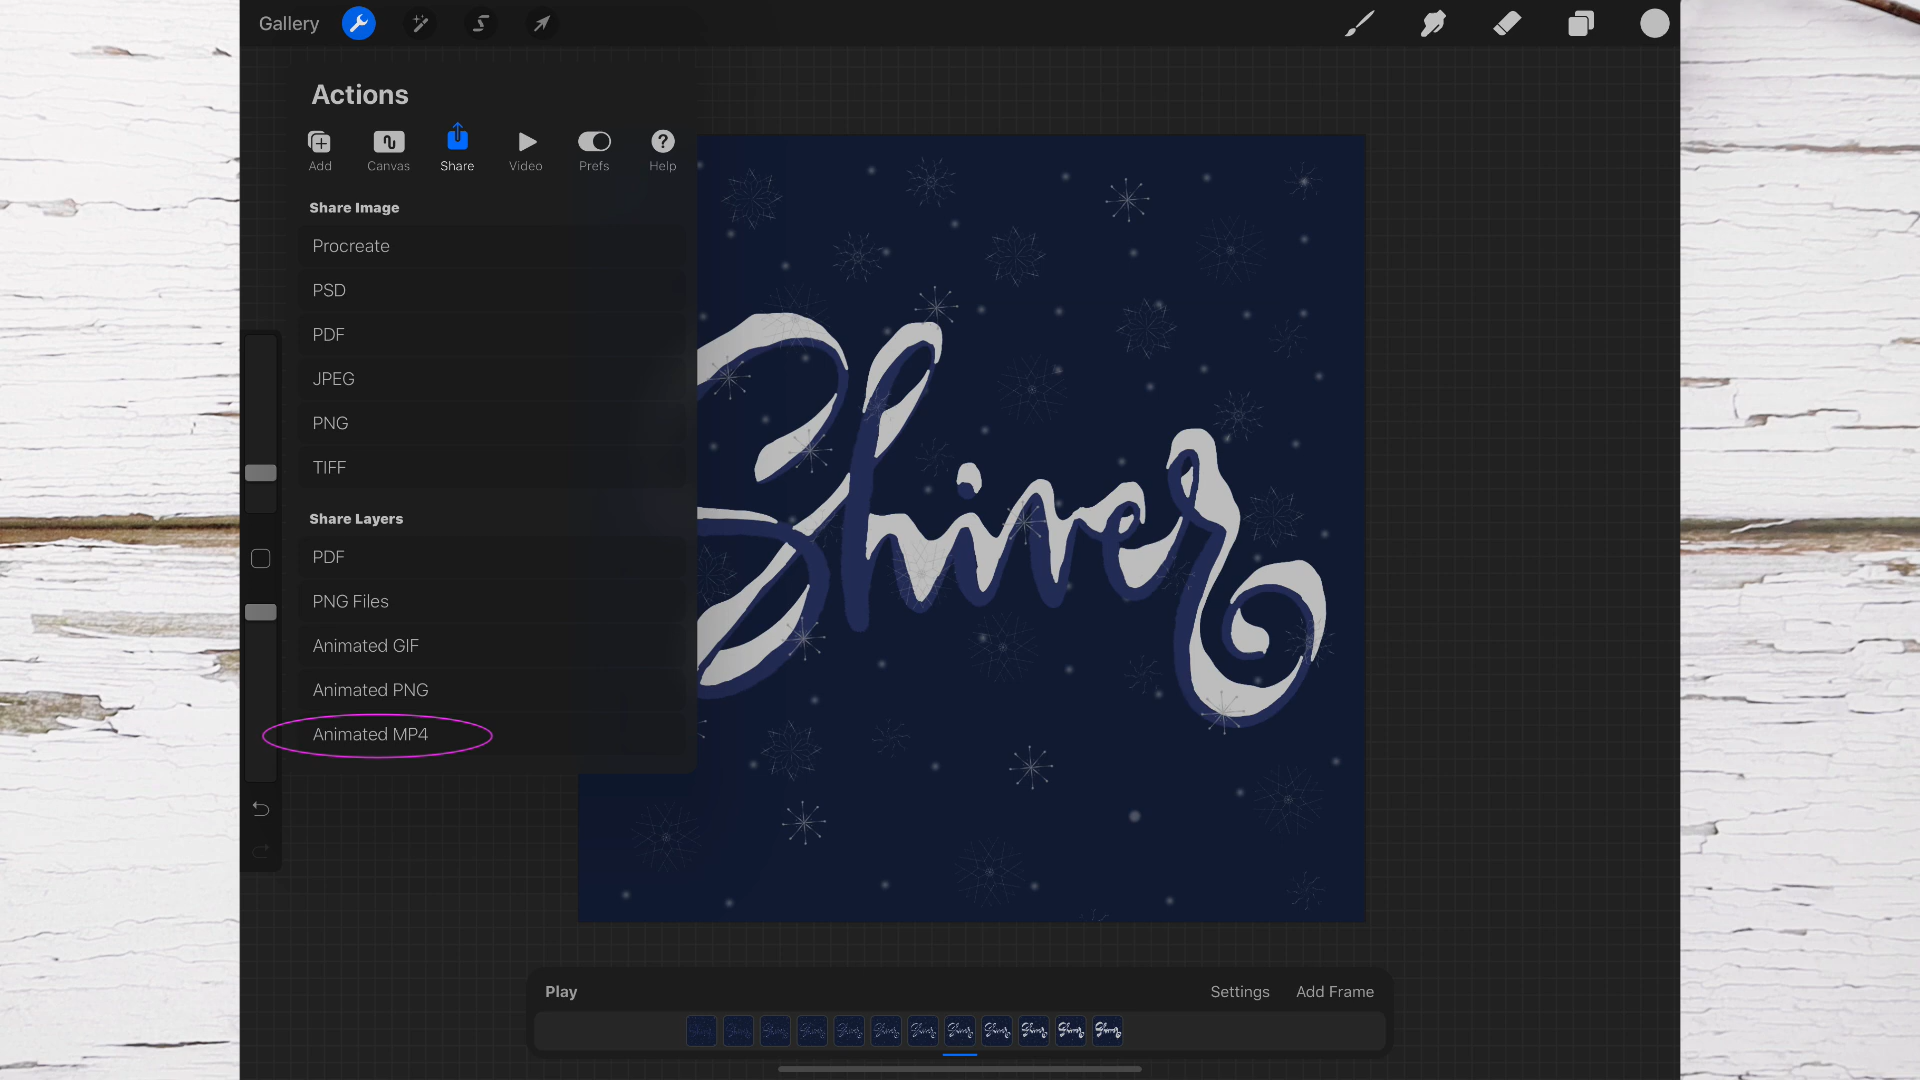 Gallery
Actions
Add Canvas Share Video Prefs Help
Share Image
Procreate
PSD
PDF
JPEG
PNG
TIFF
Share Layers
PDF
PNG Files
Animated GIF
Animated PNG
Animated MP4
Shiver
Play Settings Add Frame